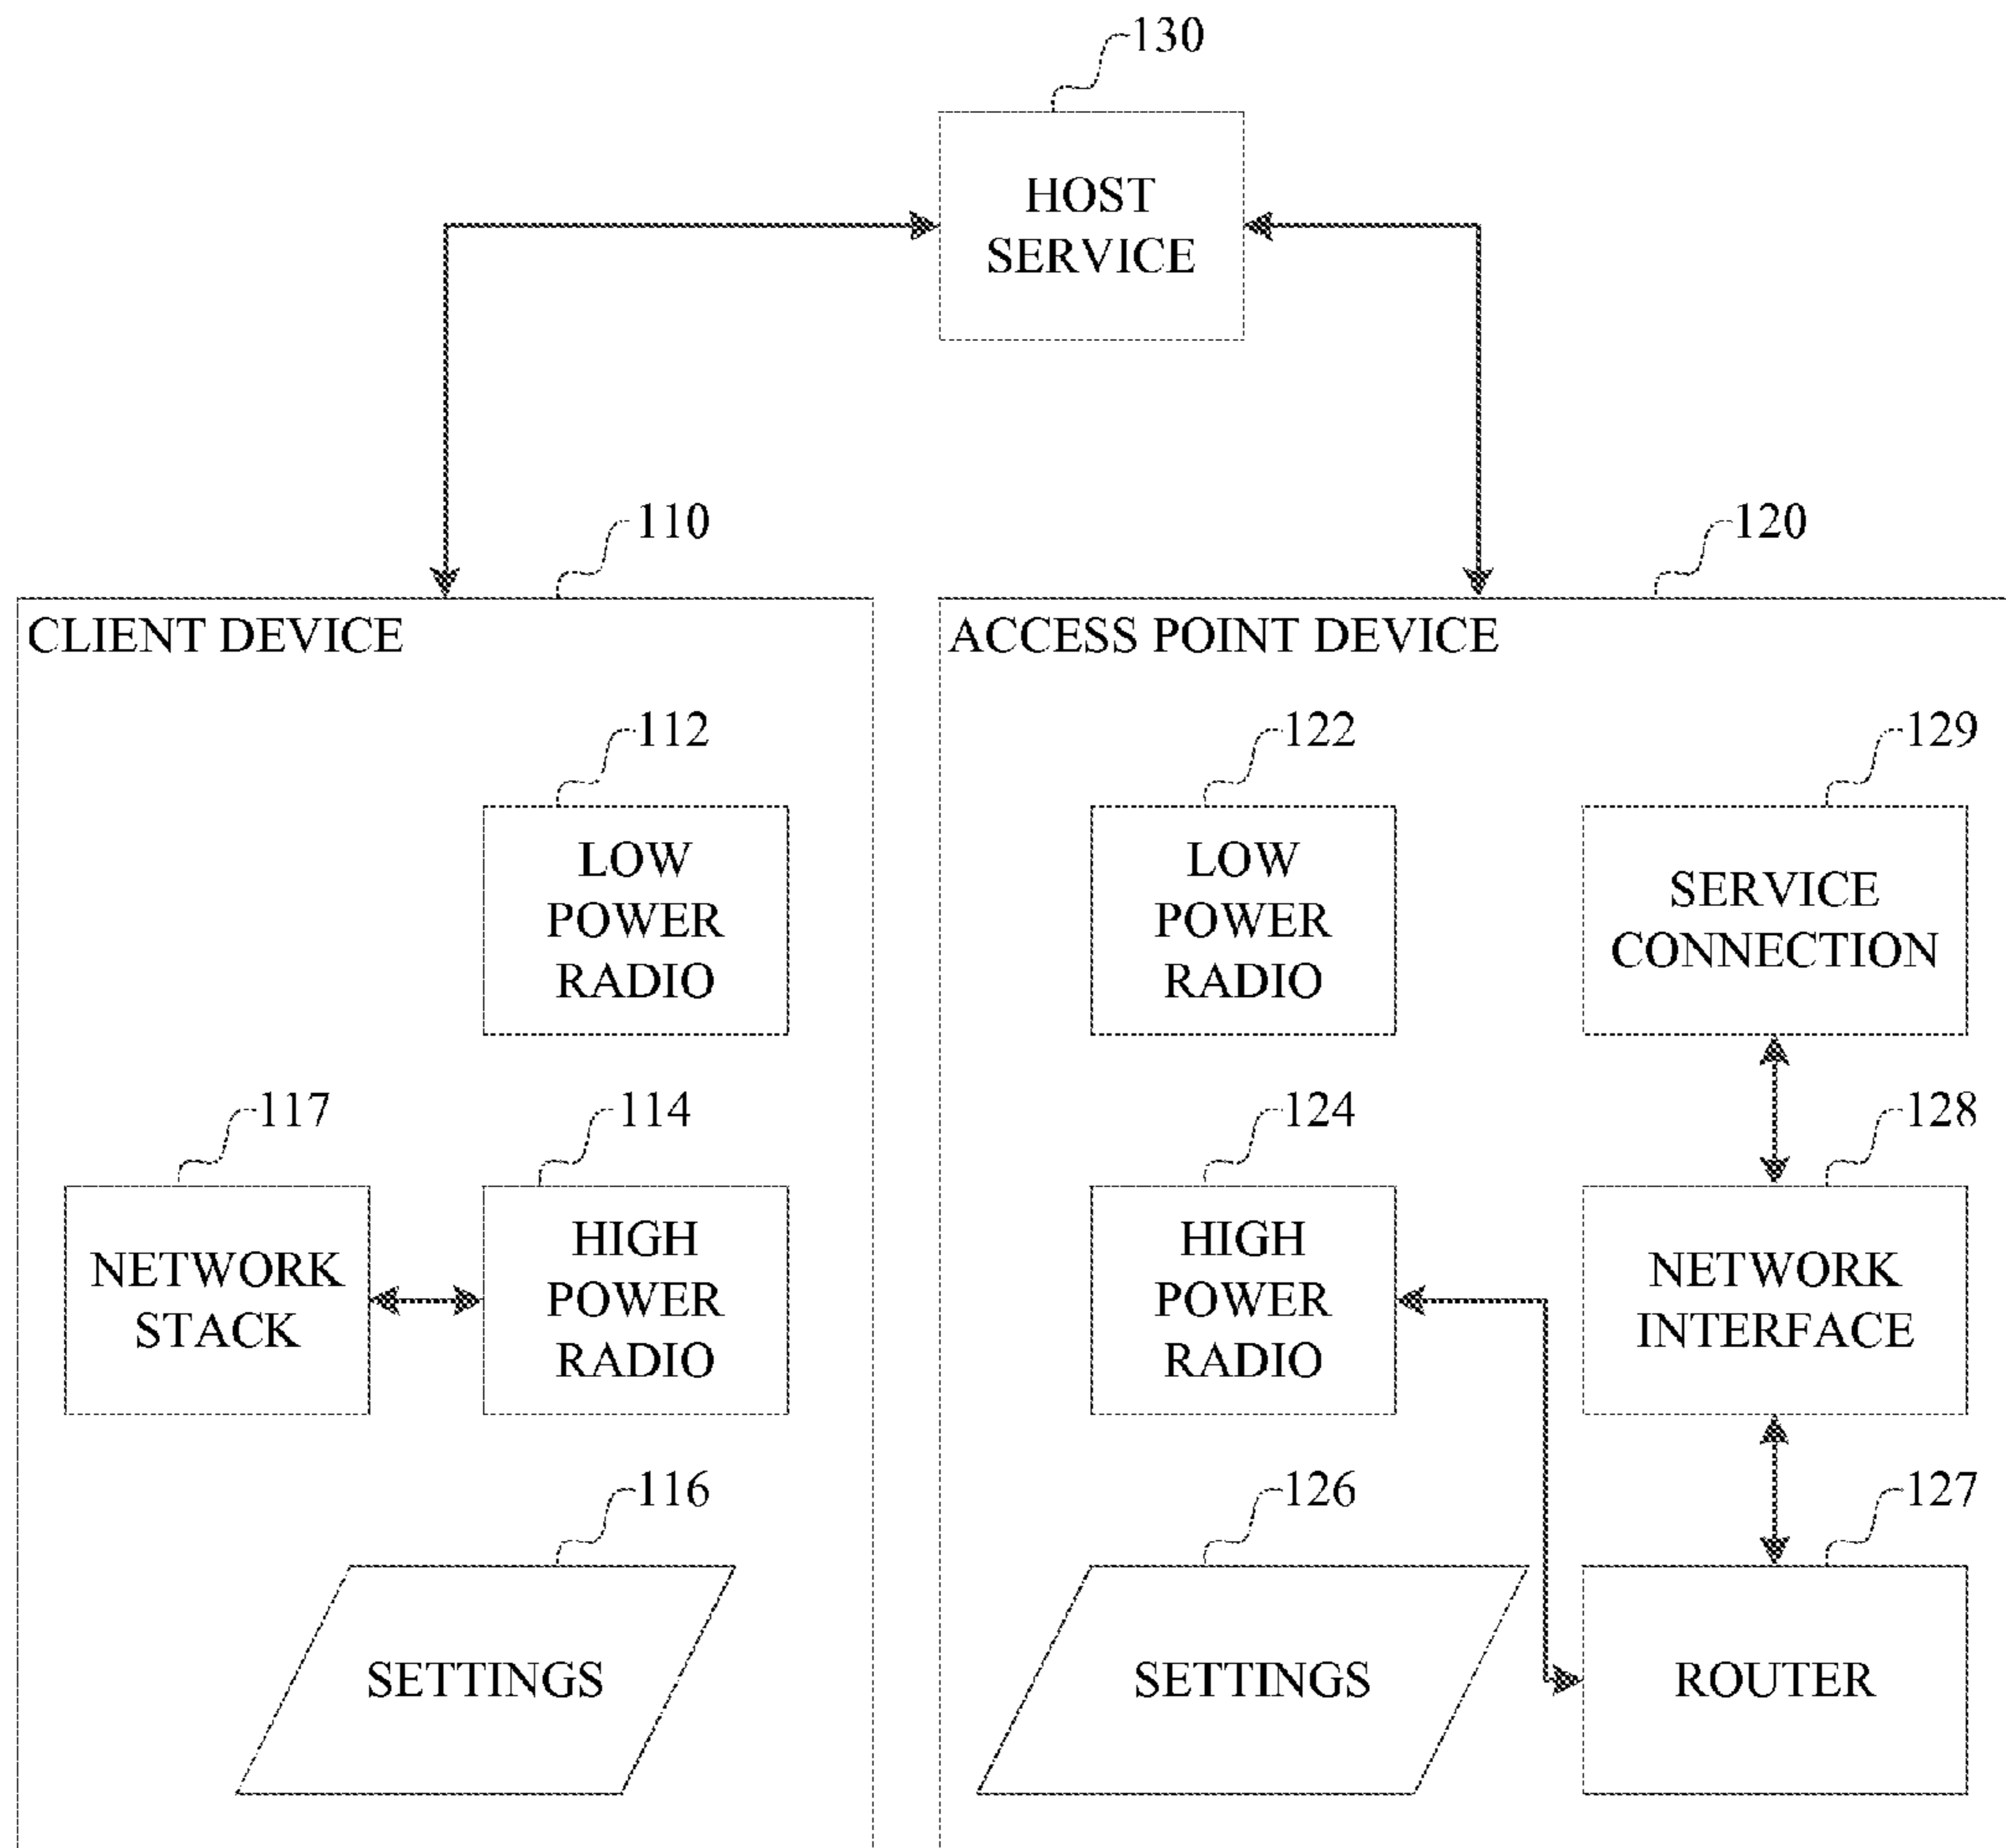 130
HOST
SERVICE
110
120
CLIENT DEVICE
ACCESS POINT DEVICE
112
122
129
LOW
POWER
RADIO
LOW
POWER
RADIO
SERVICE
CONNECTION
117
114
124
128
NETWORK
STACK
HIGH
POWER
RADIO
HIGH
POWER
RADIO
NETWORK
INTERFACE
116
126
127
SETTINGS
SETTINGS
ROUTER